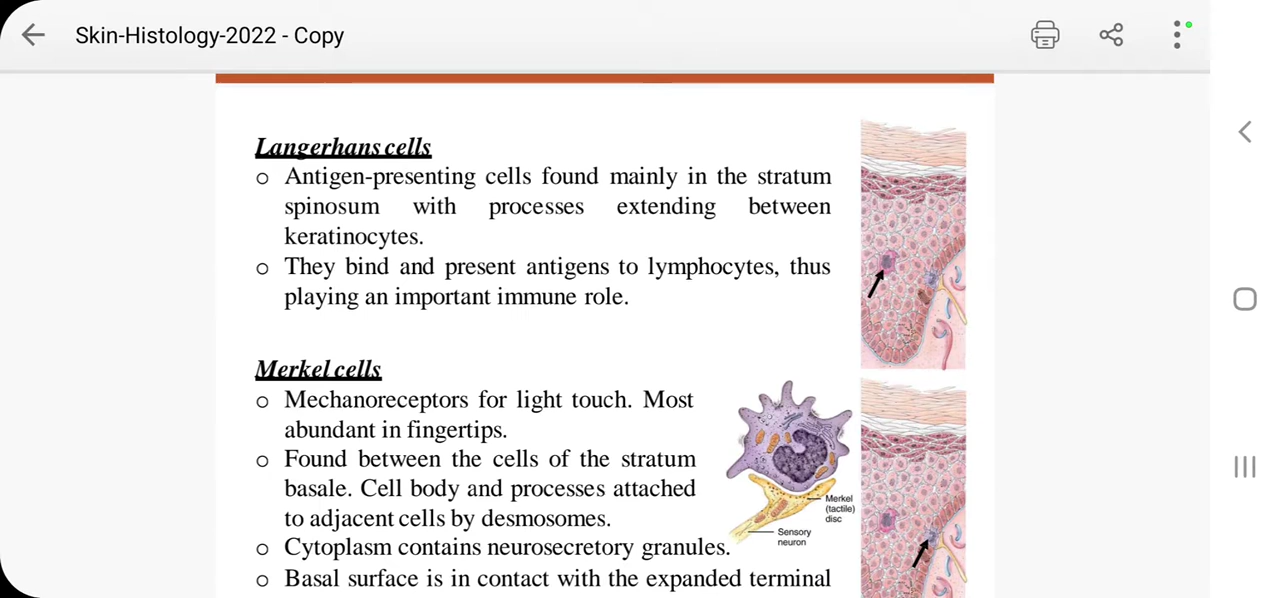 Skin-Histology-2022 - Copy
Langerhans cells
o Antigen-presenting cells found mainly in the stratum
spinosum with processes extending between
keratinocytes.
o They bind and present antigens to lymphocytes, thus
playing an important immune role.
Merkel cells
o Mechanoreceptors for light touch. Most
abundant in fingertips.
o Found between the cells of the stratum
basale. Cell body and processes attached
to adjacent cells by desmosomes.
o Cytoplasm contains neurosecretory granules.
o Basal surface is in contact with the expanded terminal
Merkel
(tactile)
disc
Sensory
neuron